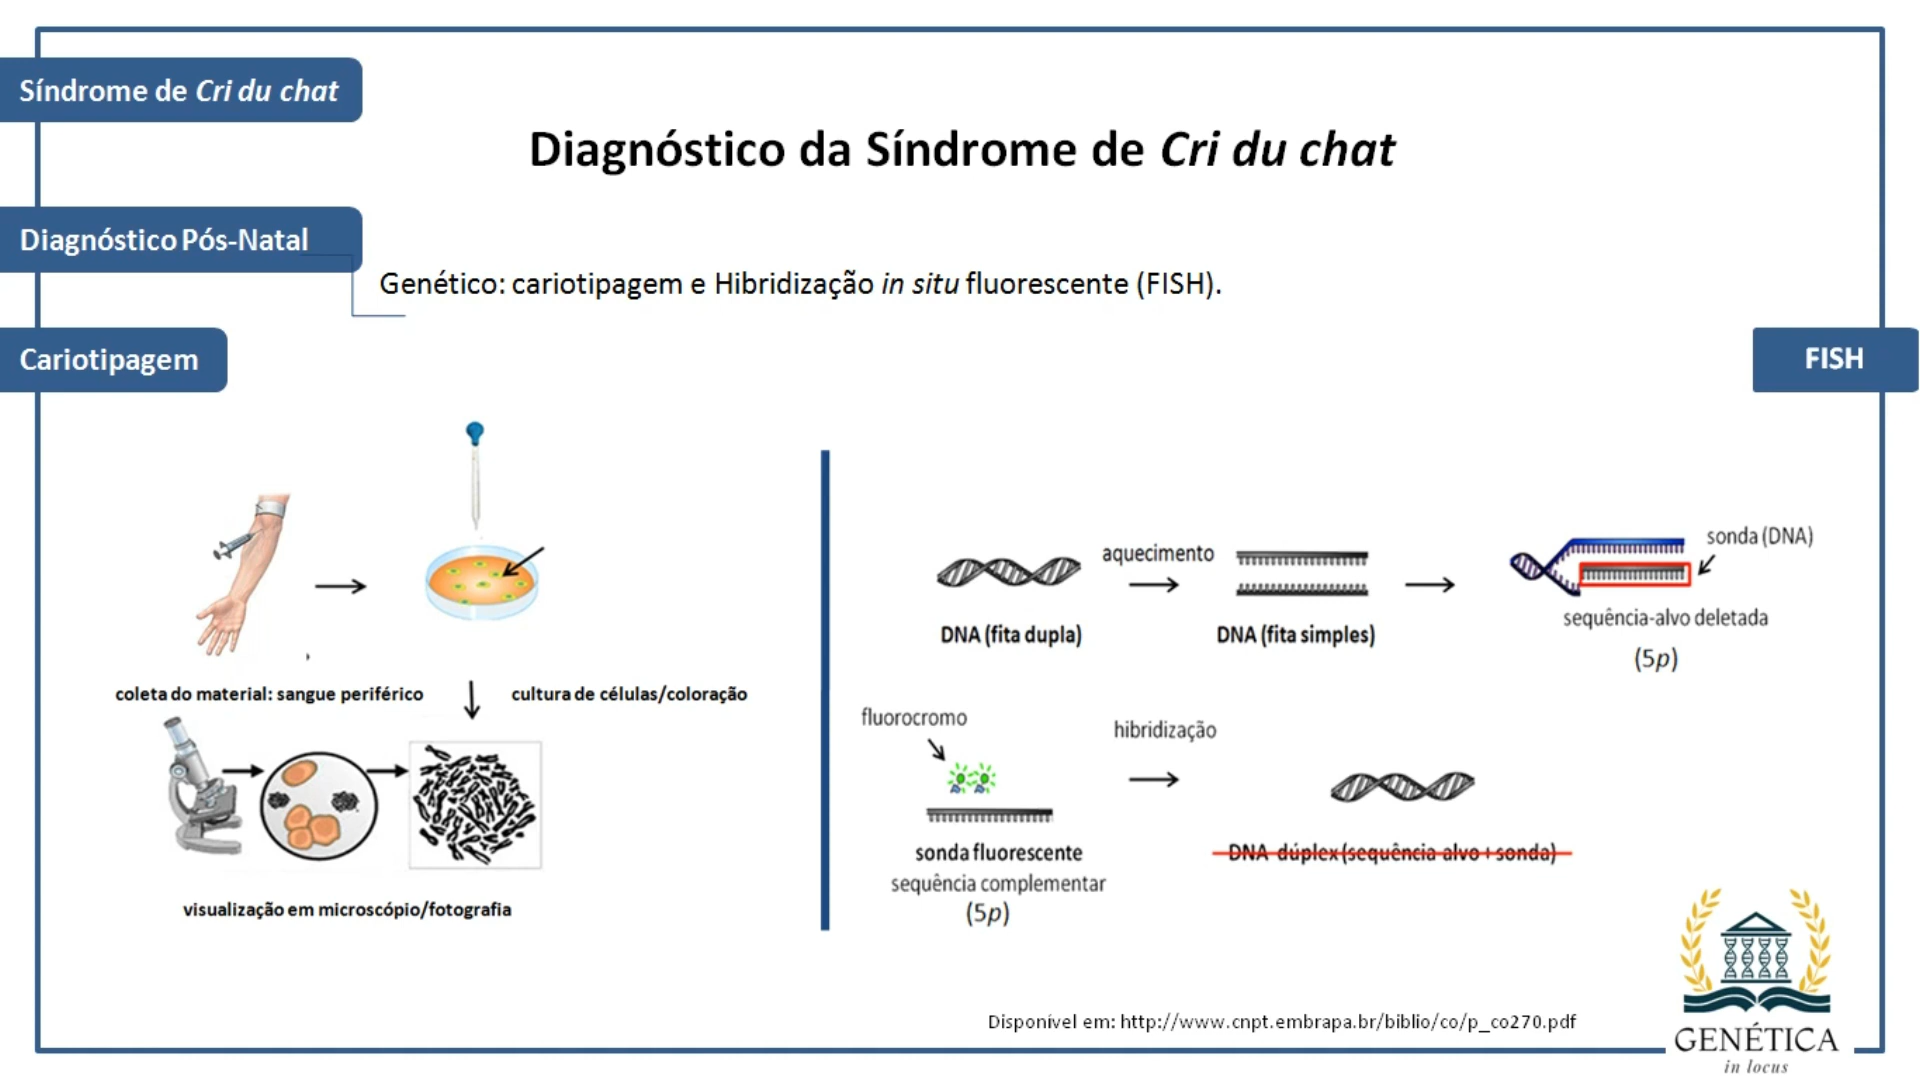 Síndrome de Cri du chat
Diagnóstico da Síndrome de Cri du chat
Diagnóstico Pós-Natal
Genético: cariotipagem e Hibridização in situ fluorescente (FISH).
Cariotipagem
FISH
coleta do material: sangue periférico
cultura de células/coloração
visualização em microscópio/fotografia
aquecimento
DNA (fita dupla)
DNA (fita simples)
sonda (DNA)
sequência-alvo deletada
(5p)
fluorocromo
hibridização
sonda fluorescente
sequência complementar
(5p)
DNA dúplex (sequência-alvo + sonda)
Disponível em: http://www.cnpt.embrapa.br/biblio/co/p_co270.pdf
GENÉTICA
in locus